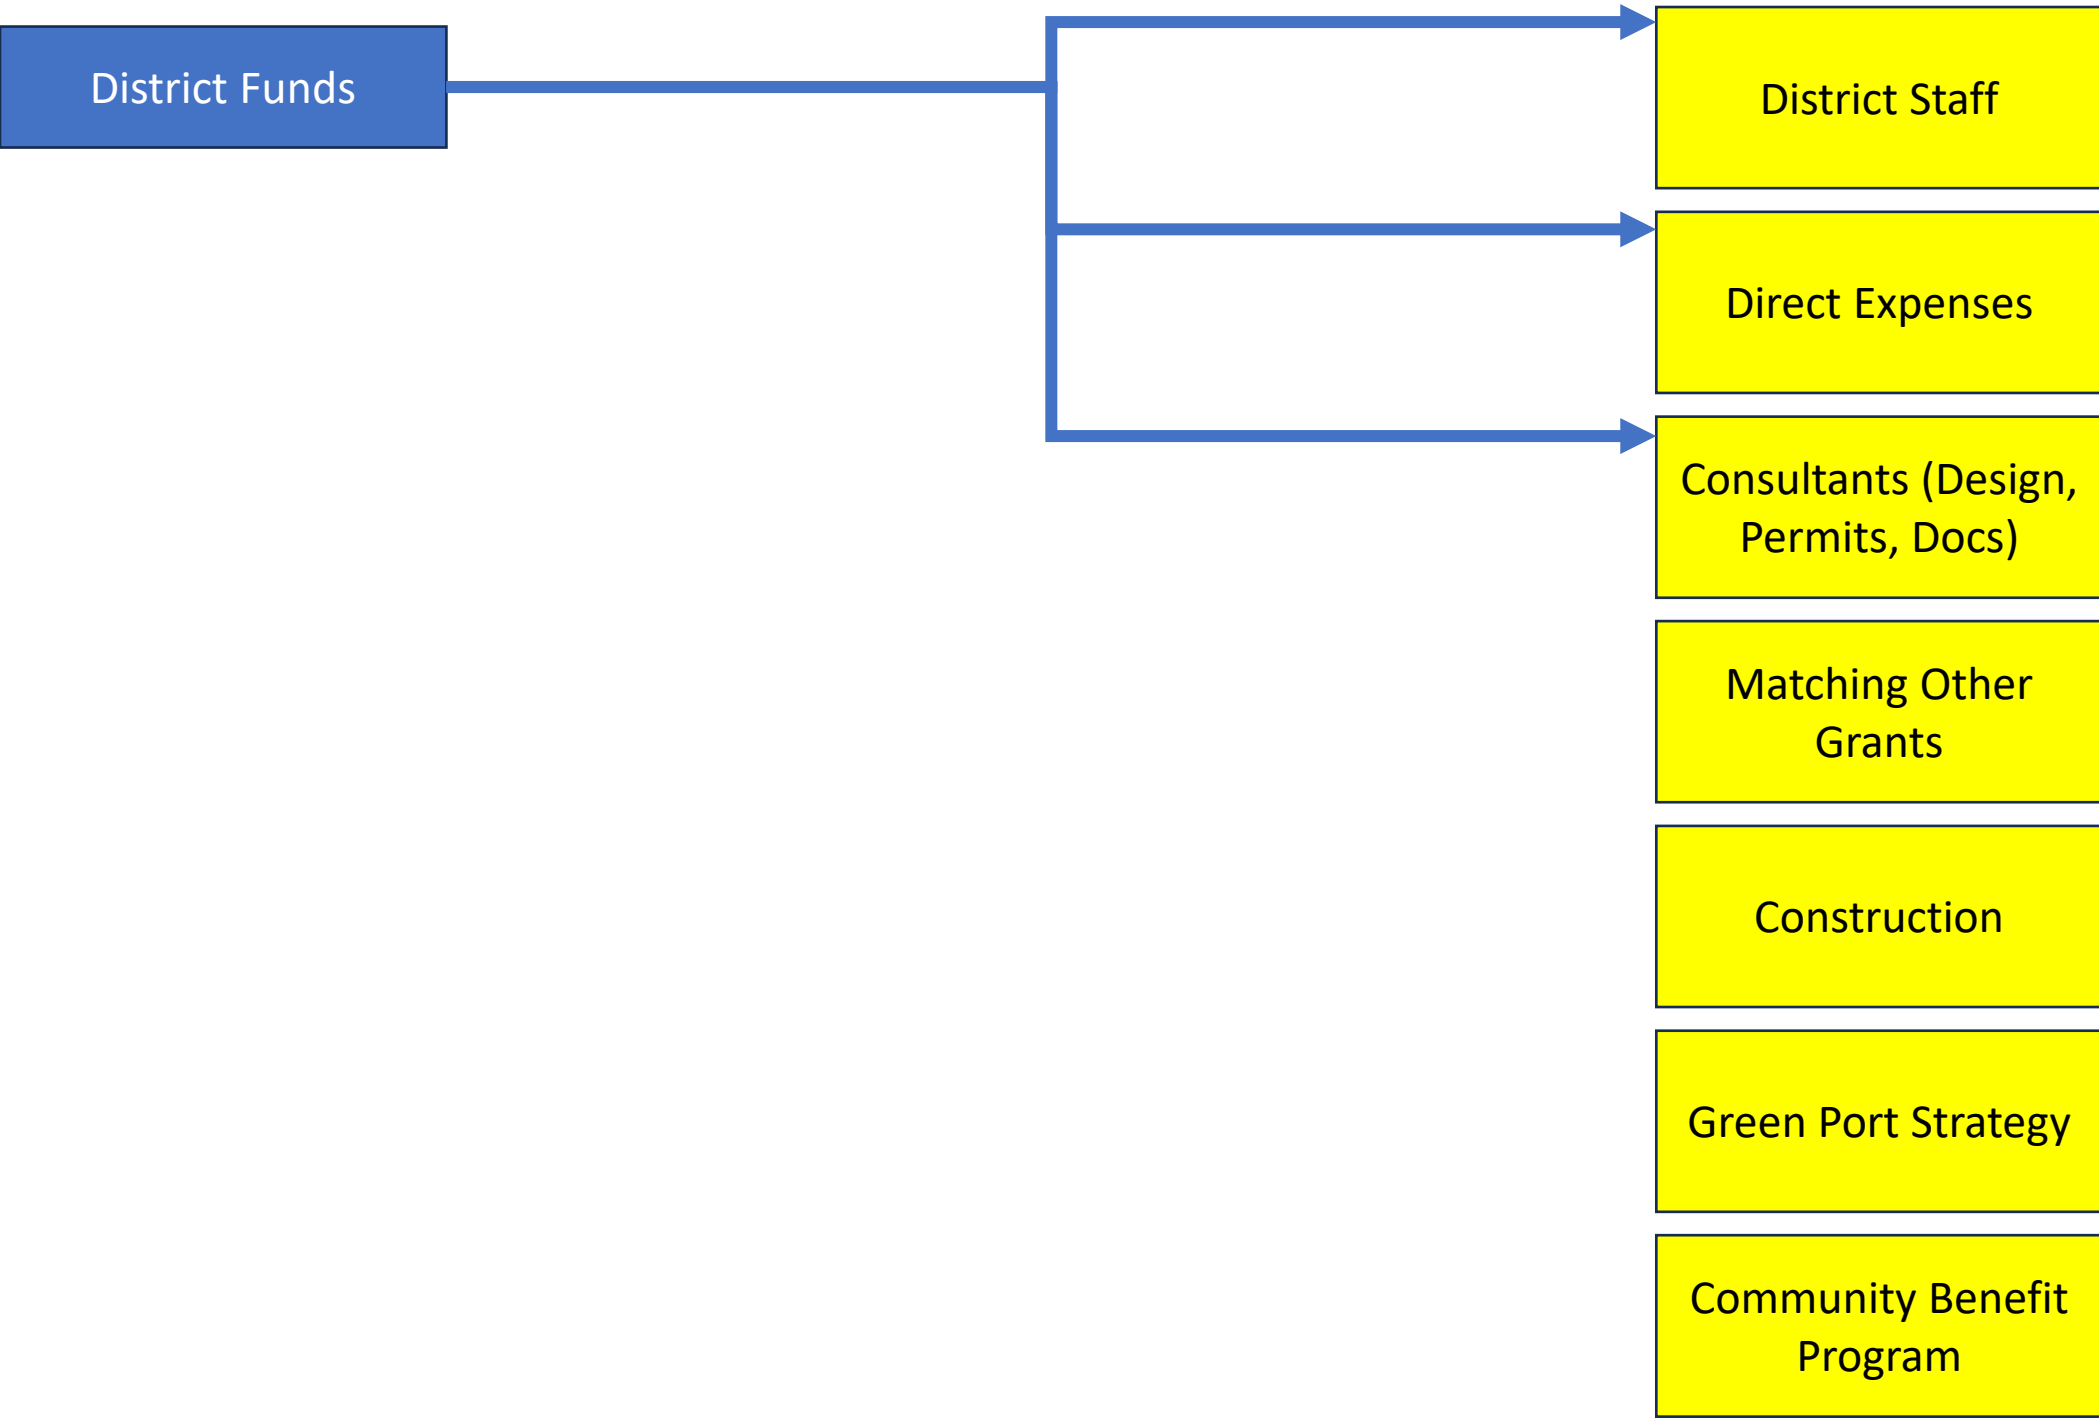 District Funds
District Staff
Direct Expenses
Consultants (Design,
Permits, Docs)
Matching Other
Grants
Construction
Green Port Strategy
Community Benefit
Program